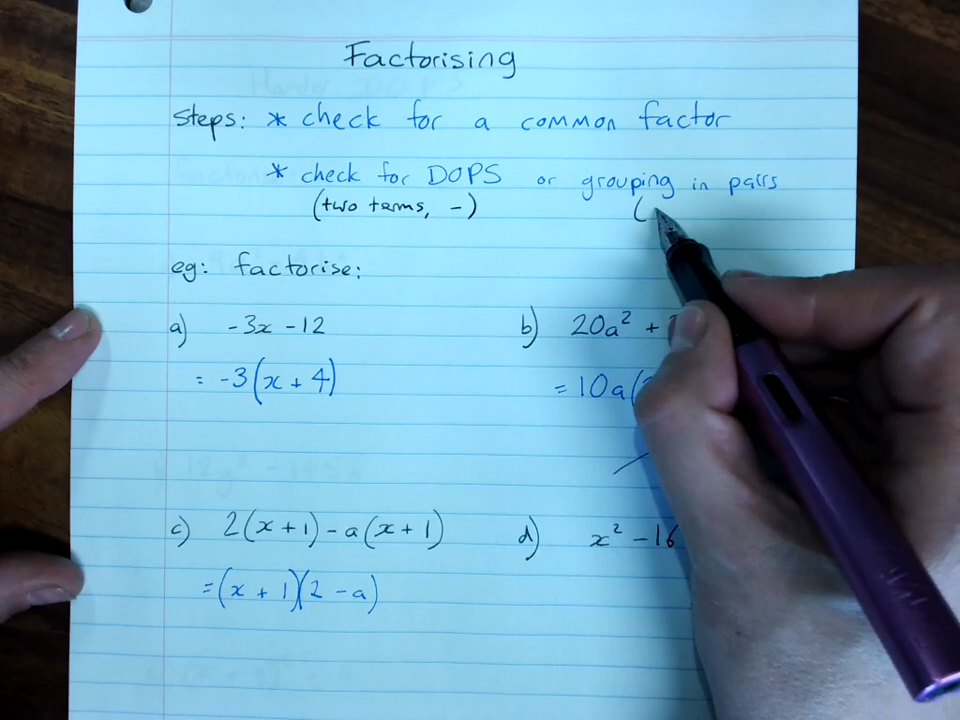 Factorising
Steps: * check for a common factor
* check for DOPS or grouping in pairs
(two terms, -) (
eg: factorise:
a) -3x - 12 b) 20a² +
= -3(x + 4) = 10a(
c) 2(x+1) - a(x+1) d) x² - 16
= (x + 1)(2 - a)